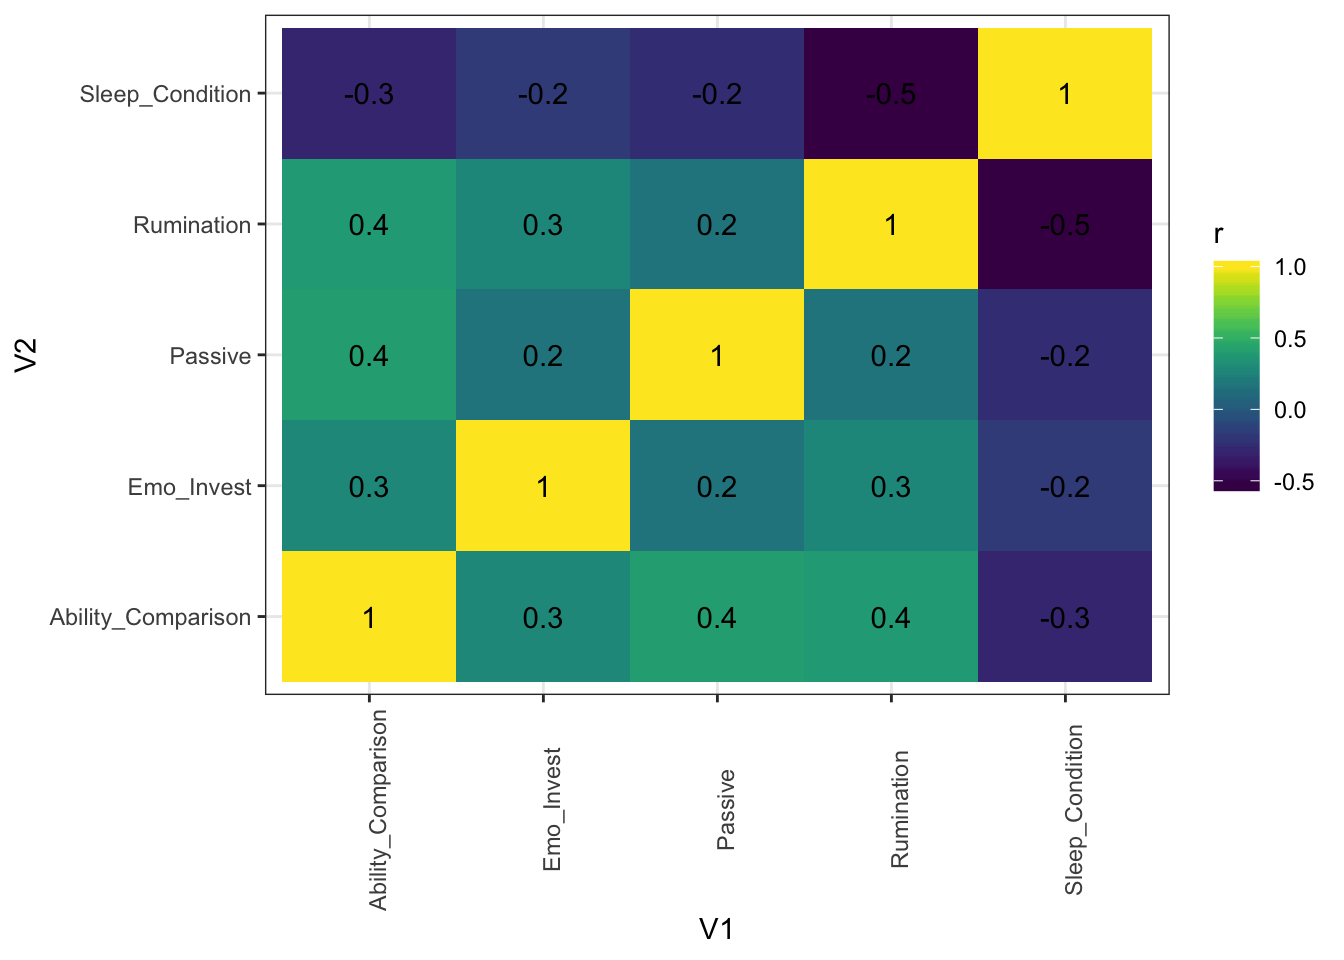 Sleep_Condition -0.3 -0.2 -0.2 -0.5 1
Rumination 0.4 0.3 0.2 1 -0.5
Passive 0.4 0.2 1 0.2 -0.2
Emo_Invest 0.3 1 0.2 0.3 -0.2
Ability_Comparison 1 0.3 0.4 0.4 -0.3
V2
Ability_Comparison Emo_Invest Passive Rumination Sleep_Condition
V1
r
1.0
0.5
0.0
-0.5